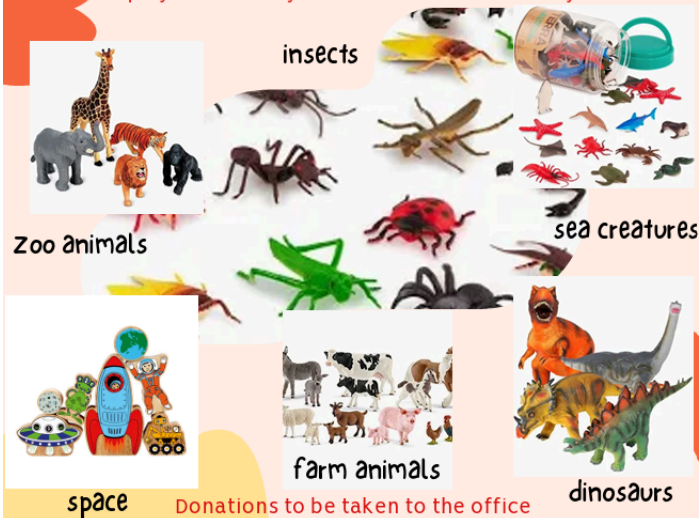 insects
zoo animals
sea creatures
farm animals
dinosaurs
space
Donations to be taken to the office